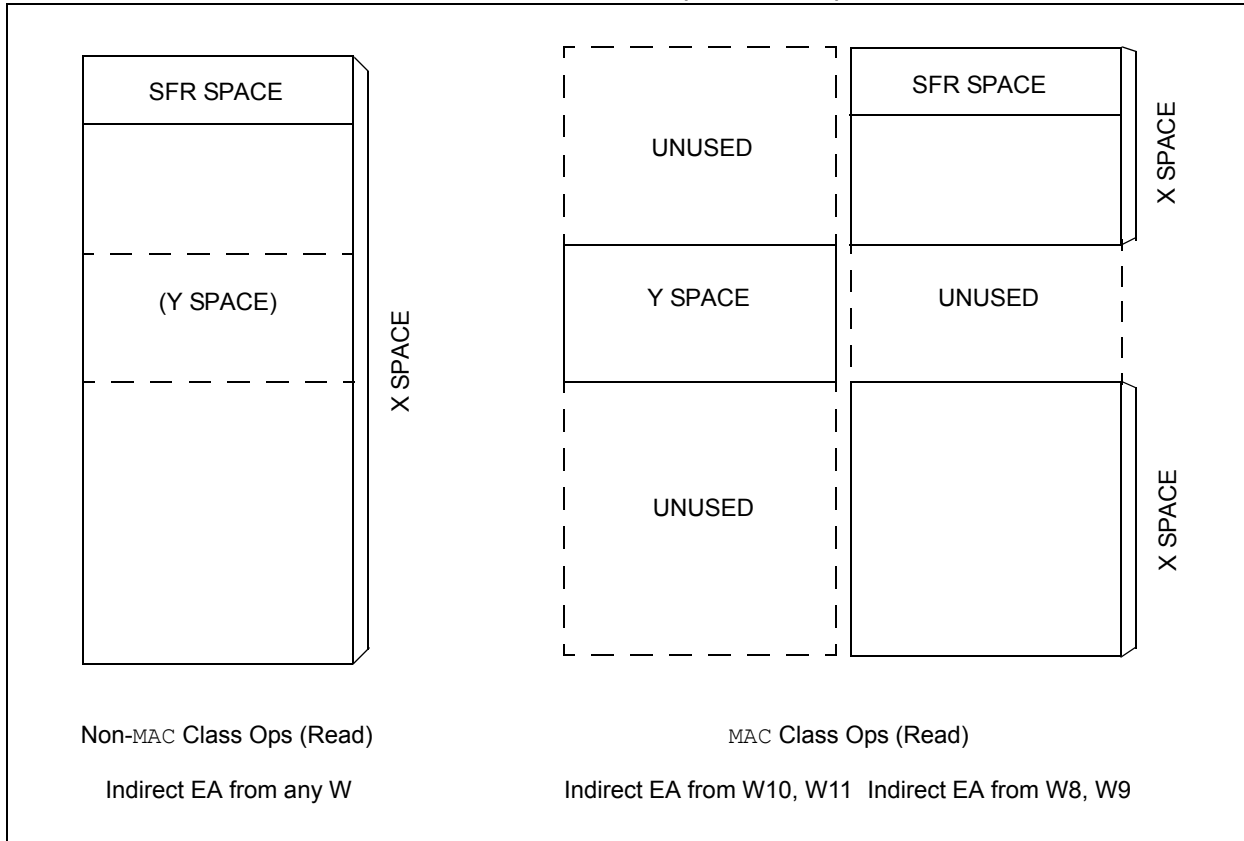 SFR SPACE
(Y SPACE)
X SPACE
Non-MAC Class Ops (Read)
Indirect EA from any W
UNUSED
Y SPACE
UNUSED
SFR SPACE
UNUSED
X SPACE
X SPACE
MAC Class Ops (Read)
Indirect EA from W10, W11 Indirect EA from W8, W9